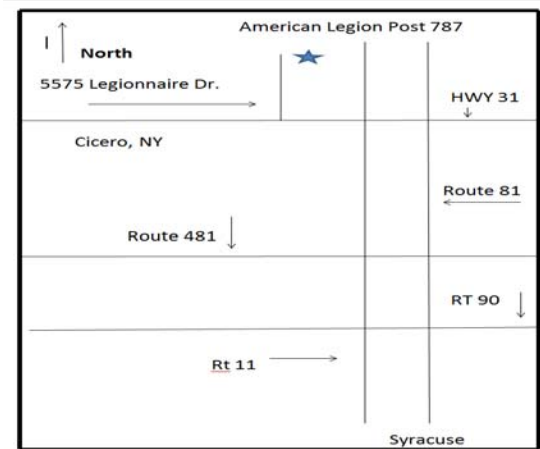 American Legion Post 787
North
5575 Legionnaire Dr.
HWY 31
Cicero, NY
Route 81
Route 481
RT 90
Rt 11
Syracuse